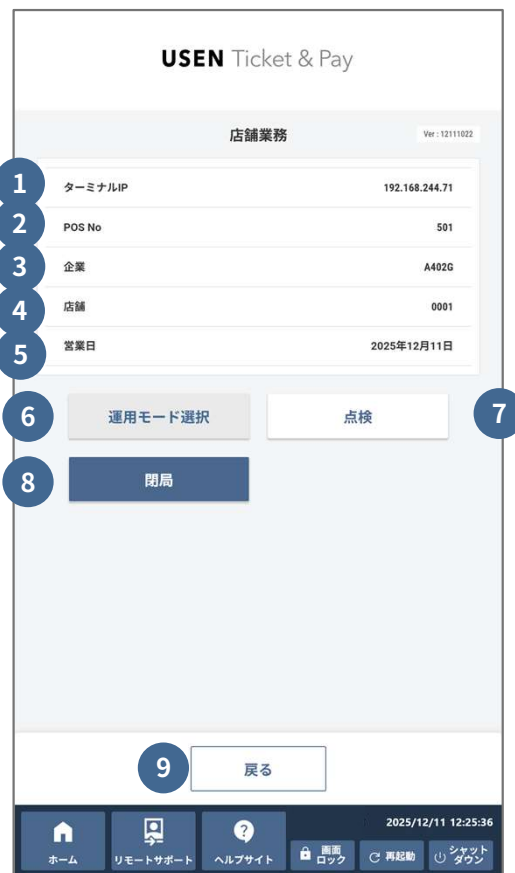 USEN Ticket & Pay
店舗業務 Ver : 12111022
1 ターミナルIP 192.168.244.71
2 POS No 501
3 企業 A402G
4 店舗 0001
5 営業日 2025年12月11日
6 運用モード選択 点検 7
8 閉局
9 戻る
2025/12/11 12:25:36
ホーム リモートサポート ヘルプサイト 画面ロック 再起動 シャットダウン